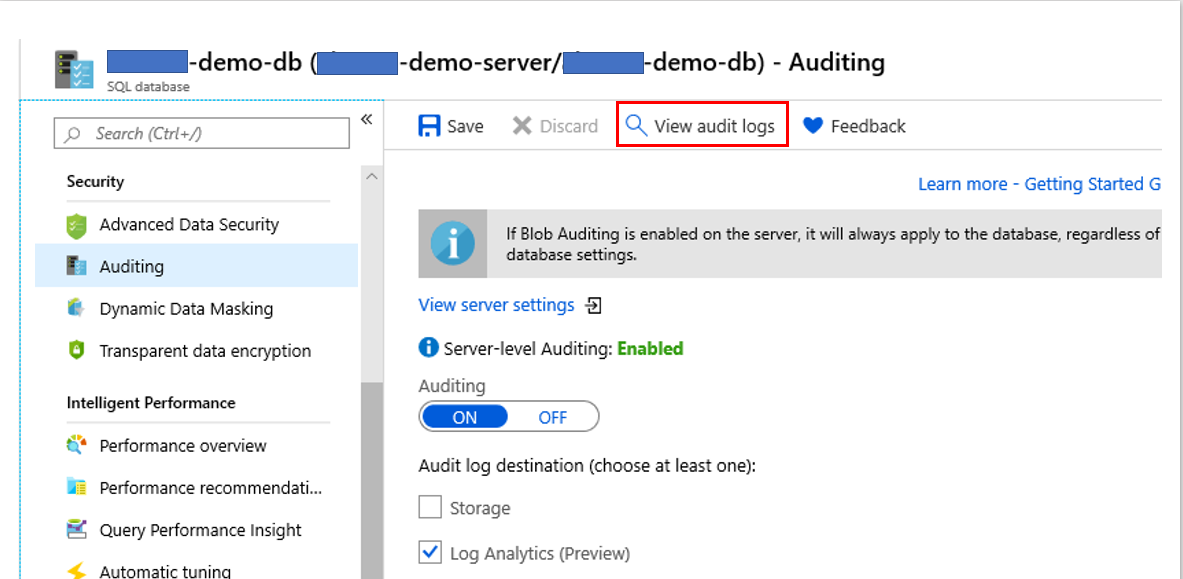 -demo-db ( -demo-server/ -demo-db) - Auditing
SQL database
Search (Ctrl+/)
«
Save
Discard
View audit logs
Feedback
Security
Advanced Data Security
Auditing
Dynamic Data Masking
Transparent data encryption
Intelligent Performance
Performance overview
Performance recommendati...
Query Performance Insight
Automatic tuning
Learn more - Getting Started G
If Blob Auditing is enabled on the server, it will always apply to the database, regardless of
database settings.
View server settings
Server-level Auditing: Enabled
Auditing
ON OFF
Audit log destination (choose at least one):
Storage
Log Analytics (Preview)